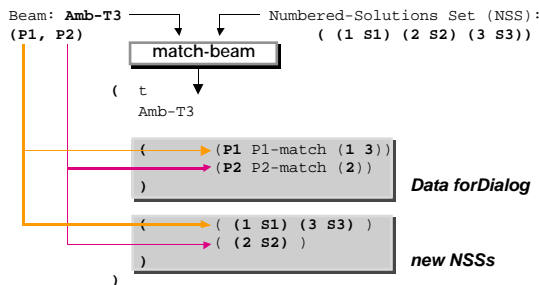 Beam: Amb-T3 Numbered-Solutions Set (NSS):
(P1, P2) ( (1 S1) (2 S2) (3 S3))
match-beam
( t
Amb-T3
( (P1 P1-match (1 3))
(P2 P2-match (2))
)
Data forDialog
( ( (1 S1) (3 S3) )
( (2 S2) )
)
new NSSs
)